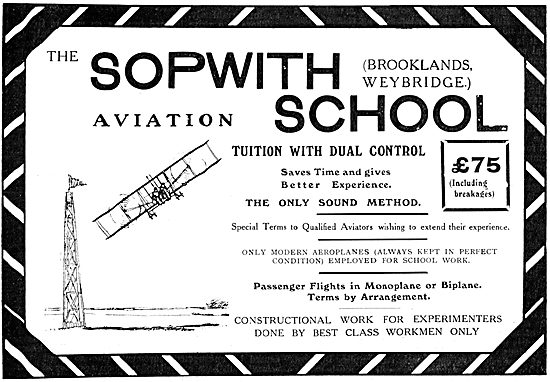 THE SOPWITH (BROOKLANDS,
WEYBRIDGE.)
AVIATION SCHOOL
TUITION WITH DUAL CONTROL
Saves Time and gives
Better Experience.
THE ONLY SOUND METHOD.
£75
(Including
breakages)
Special Terms to Qualified Aviators wishing to extend their experience.
ONLY MODERN AEROPLANES (ALWAYS KEPT IN PERFECT
CONDITION) EMPLOYED FOR SCHOOL WORK.
Passenger Flights in Monoplane or Biplane.
Terms by Arrangement.
CONSTRUCTIONAL WORK FOR EXPERIMENTERS
DONE BY BEST CLASS WORKMEN ONLY